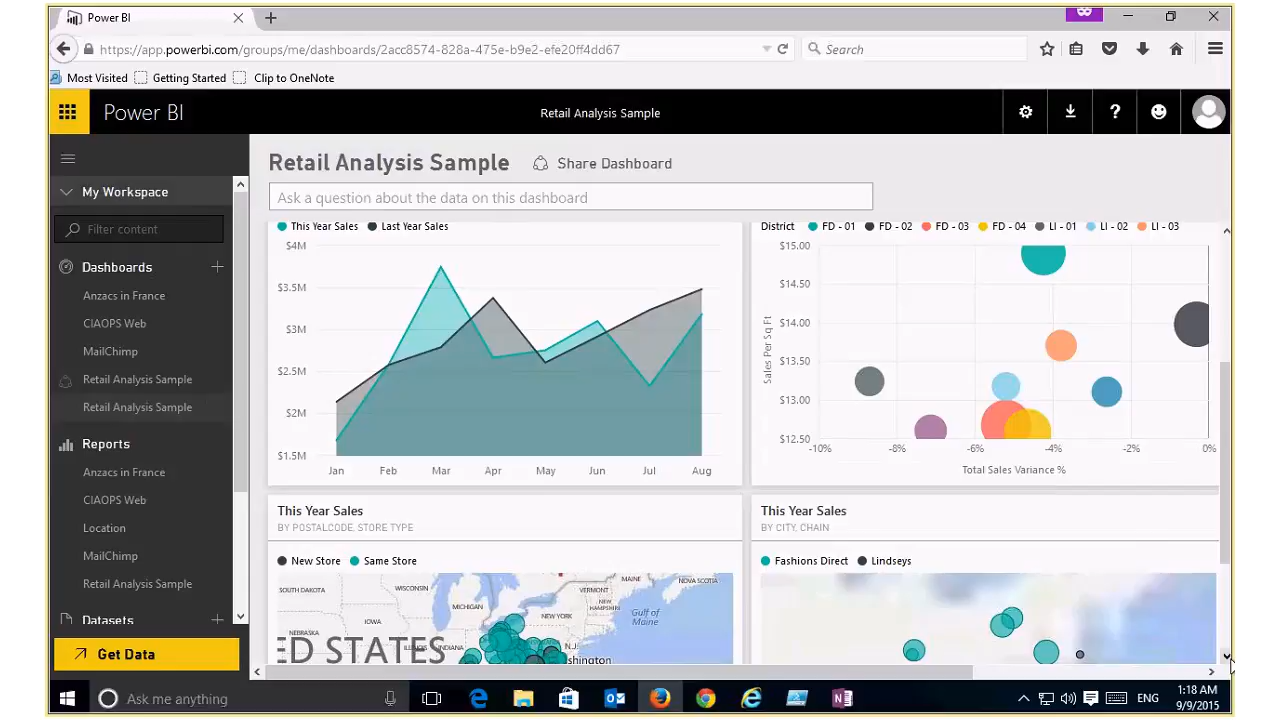 Power BI
https://app.powerbi.com/groups/me/dashboards/2acc8574-828a-475e-b9e2-efe20ff4dd67
Search
Most Visited
Getting Started
Clip to OneNote
Power BI
Retail Analysis Sample
My Workspace
Filter content
Dashboards
Anzacs in France
CIAOPS Web
MailChimp
Retail Analysis Sample
Retail Analysis Sample
Reports
Anzacs in France
CIAOPS Web
Location
MailChimp
Retail Analysis Sample
Datasets
Get Data
Retail Analysis Sample
Share Dashboard
Ask a question about the data on this dashboard
This Year Sales Last Year Sales
$4M
$3.5M
$3M
$2.5M
$2M
$1.5M
Jan Feb Mar Apr May Jun Jul Aug
District FD - 01 FD - 02 FD - 03 FD - 04 LI - 01 LI - 02 LI - 03
$15.00
$14.50
$14.00
$13.50
$13.00
$12.50
Sales Per Sq Ft
-10% -8% -6% -4% -2% 0%
Total Sales Variance %
This Year Sales
BY POSTALCODE, STORE TYPE
New Store Same Store
SOUTH DAKOTA
WISCONSIN
MICHIGAN
IOWA
NEBRASKA
VERMONT
MAINE
NOVA SCOTIA
NEW HAMPSHIRE
NEW YORK
Gulf of
Maine
ED STATES
N.J.
This Year Sales
BY CITY, CHAIN
Fashions Direct Lindseys
Ask me anything
ENG
1:18 AM
9/9/2015